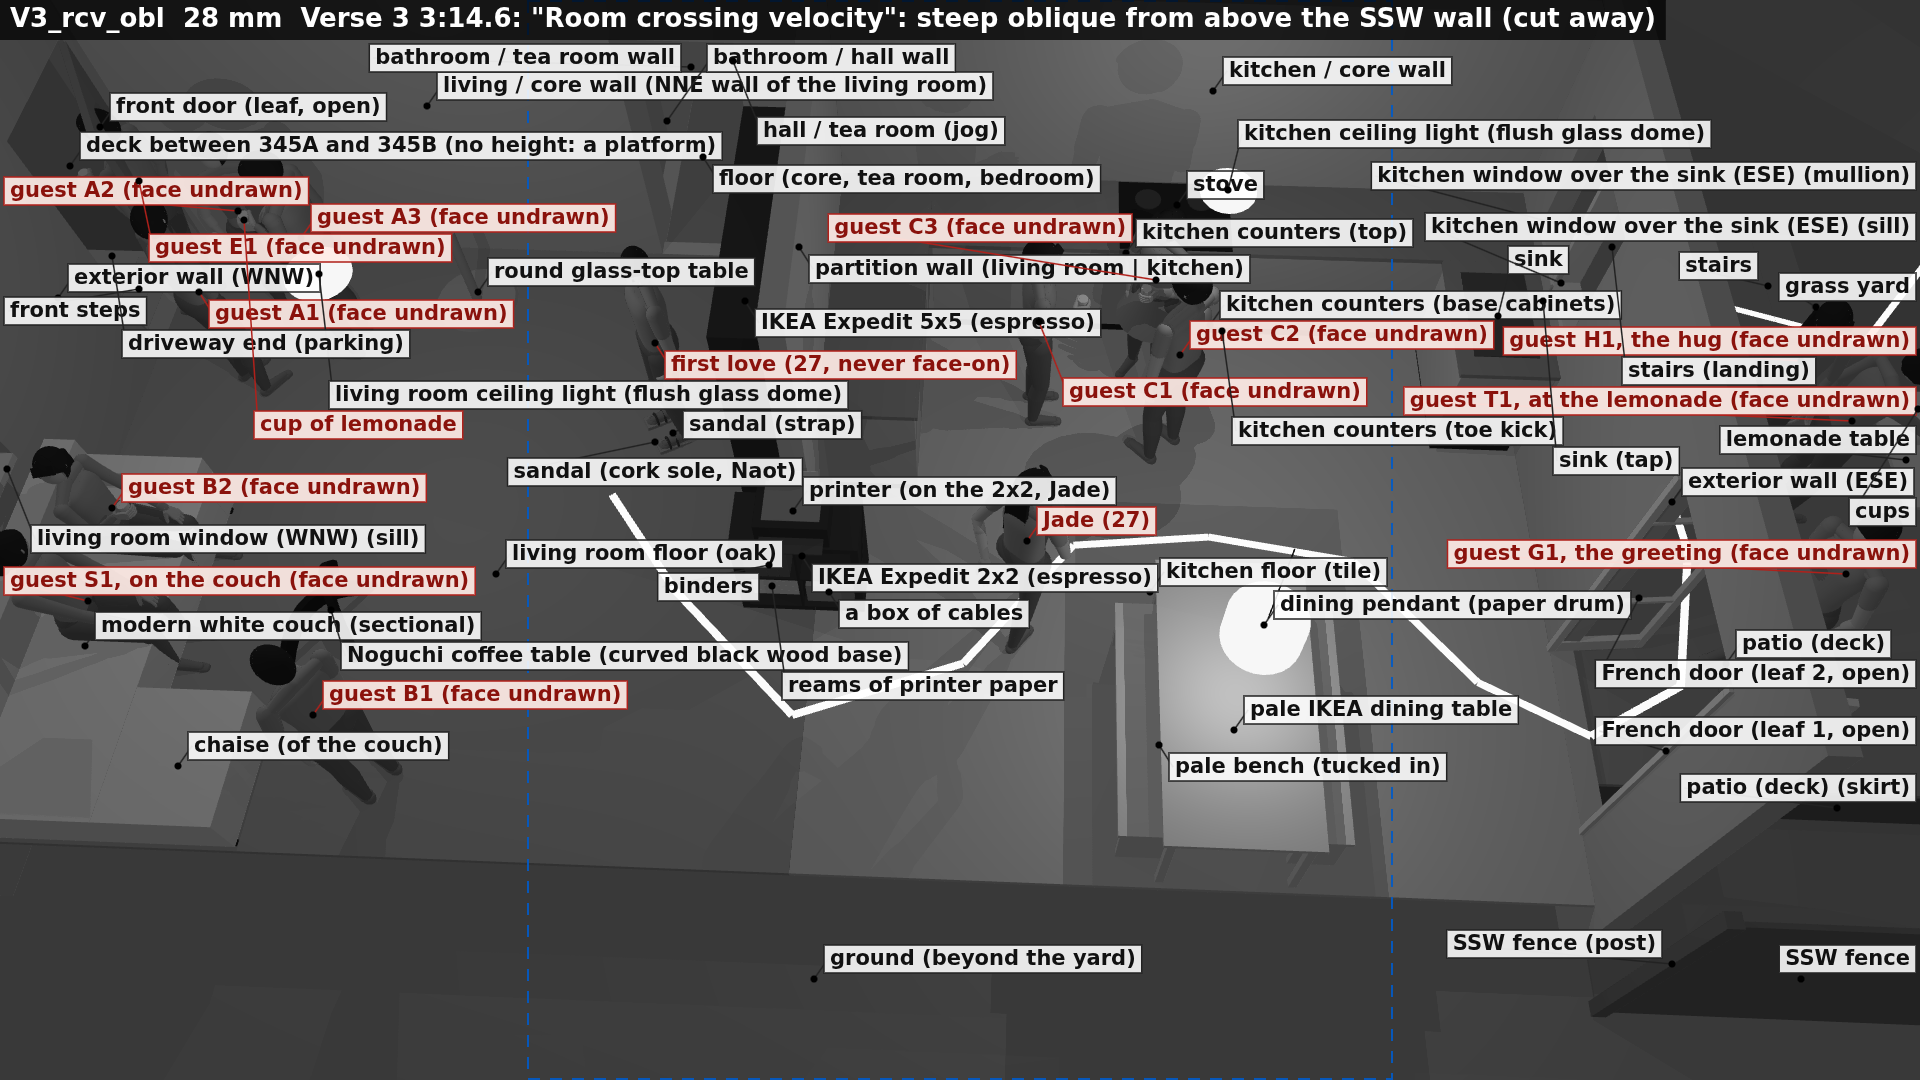 V3_rcv_obl  28 mm  Verse 3 3:14.6: "Room crossing velocity": steep oblique from above the SSW wall (cut away)
bathroom / tea room wall
bathroom / hall wall
kitchen / core wall
living / core wall (NNE wall of the living room)
front door (leaf, open)
hall / tea room (jog)
kitchen ceiling light (flush glass dome)
deck between 345A and 345B (no height: a platform)
floor (core, tea room, bedroom)
kitchen window over the sink (ESE) (mullion)
stove
guest A2 (face undrawn)
guest A3 (face undrawn)
guest C3 (face undrawn)
kitchen counters (top)
kitchen window over the sink (ESE) (sill)
guest E1 (face undrawn)
exterior wall (WNW)
round glass-top table
partition wall (living room | kitchen)
sink
stairs
grass yard
front steps
guest A1 (face undrawn)
IKEA Expedit 5x5 (espresso)
kitchen counters (base cabinets)
guest C2 (face undrawn)
guest H1, the hug (face undrawn)
driveway end (parking)
first love (27, never face-on)
stairs (landing)
living room ceiling light (flush glass dome)
guest C1 (face undrawn)
guest T1, at the lemonade (face undrawn)
cup of lemonade
sandal (strap)
kitchen counters (toe kick)
lemonade table
sandal (cork sole, Naot)
sink (tap)
guest B2 (face undrawn)
printer (on the 2x2, Jade)
exterior wall (ESE)
cups
Jade (27)
living room window (WNW) (sill)
living room floor (oak)
guest G1, the greeting (face undrawn)
guest S1, on the couch (face undrawn)
binders
IKEA Expedit 2x2 (espresso)
kitchen floor (tile)
a box of cables
dining pendant (paper drum)
modern white couch (sectional)
patio (deck)
Noguchi coffee table (curved black wood base)
French door (leaf 2, open)
guest B1 (face undrawn)
reams of printer paper
pale IKEA dining table
French door (leaf 1, open)
chaise (of the couch)
pale bench (tucked in)
patio (deck) (skirt)
SSW fence (post)
ground (beyond the yard)
SSW fence